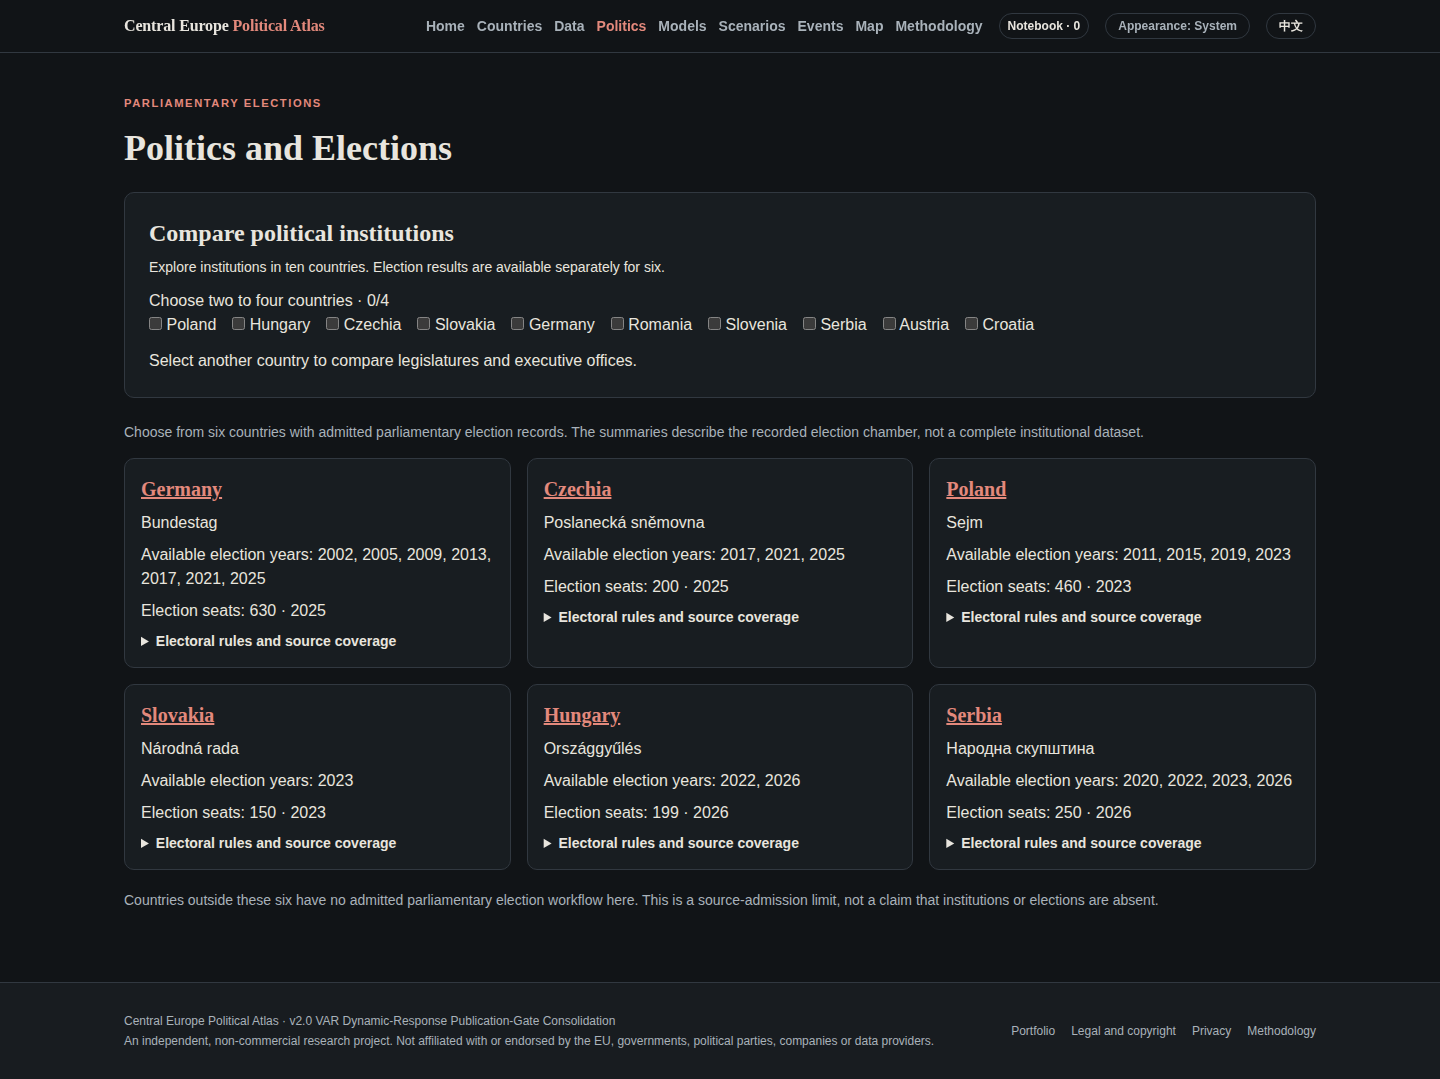 Central Europe Political Atlas
Home Countries Data Politics Models Scenarios Events Map Methodology Notebook · 0 Appearance: System 中文
PARLIAMENTARY ELECTIONS
Politics and Elections
Compare political institutions
Explore institutions in ten countries. Election results are available separately for six.
Choose two to four countries · 0/4
Poland Hungary Czechia Slovakia Germany Romania Slovenia Serbia Austria Croatia
Select another country to compare legislatures and executive offices.
Choose from six countries with admitted parliamentary election records. The summaries describe the recorded election chamber, not a complete institutional dataset.
Germany
Bundestag
Available election years: 2002, 2005, 2009, 2013,
2017, 2021, 2025
Election seats: 630 · 2025
Electoral rules and source coverage
Czechia
Poslanecká sněmovna
Available election years: 2017, 2021, 2025
Election seats: 200 · 2025
Electoral rules and source coverage
Poland
Sejm
Available election years: 2011, 2015, 2019, 2023
Election seats: 460 · 2023
Electoral rules and source coverage
Slovakia
Národná rada
Available election years: 2023
Election seats: 150 · 2023
Electoral rules and source coverage
Hungary
Országgyűlés
Available election years: 2022, 2026
Election seats: 199 · 2026
Electoral rules and source coverage
Serbia
Народна скупштина
Available election years: 2020, 2022, 2023, 2026
Election seats: 250 · 2026
Electoral rules and source coverage
Countries outside these six have no admitted parliamentary election workflow here. This is a source-admission limit, not a claim that institutions or elections are absent.
Central Europe Political Atlas · v2.0 VAR Dynamic-Response Publication-Gate Consolidation
An independent, non-commercial research project. Not affiliated with or endorsed by the EU, governments, political parties, companies or data providers.
Portfolio Legal and copyright Privacy Methodology